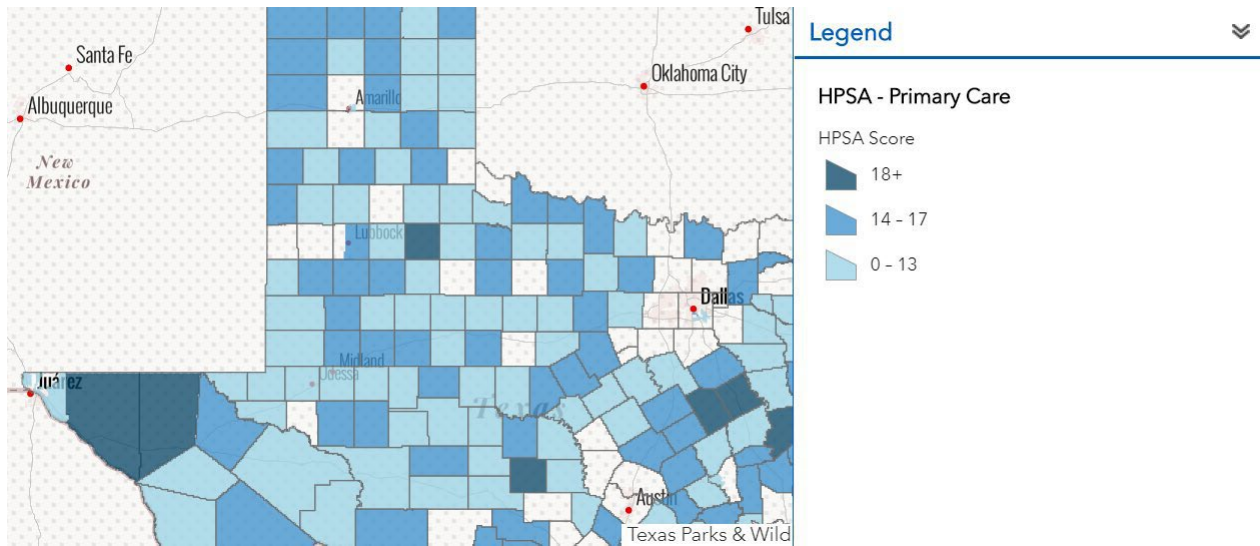 Tulsa
Santa Fe
Oklahoma City
Albuquerque
Amarillo
New
Mexico
Lubbock
Dallas
Midland
Odessa
Juárez
Texas
Austin
Texas Parks & Wild
Legend
HPSA - Primary Care
HPSA Score
18+
14 - 17
0 - 13